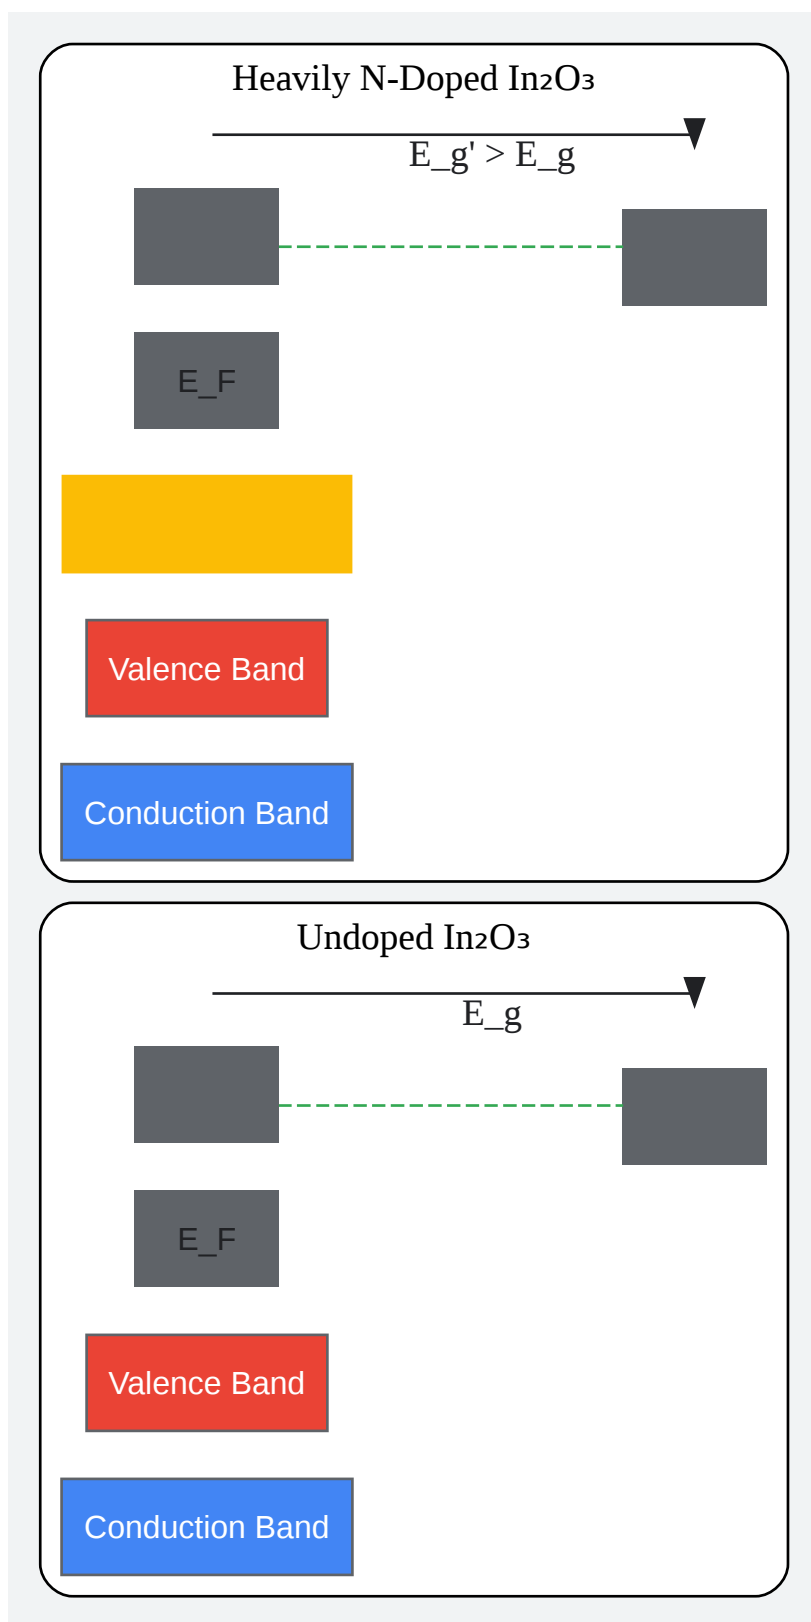 Heavily N-Doped In₂O₃
E_g' > E_g
E_F
Valence Band
Conduction Band
Undoped In₂O₃
E_g
E_F
Valence Band
Conduction Band